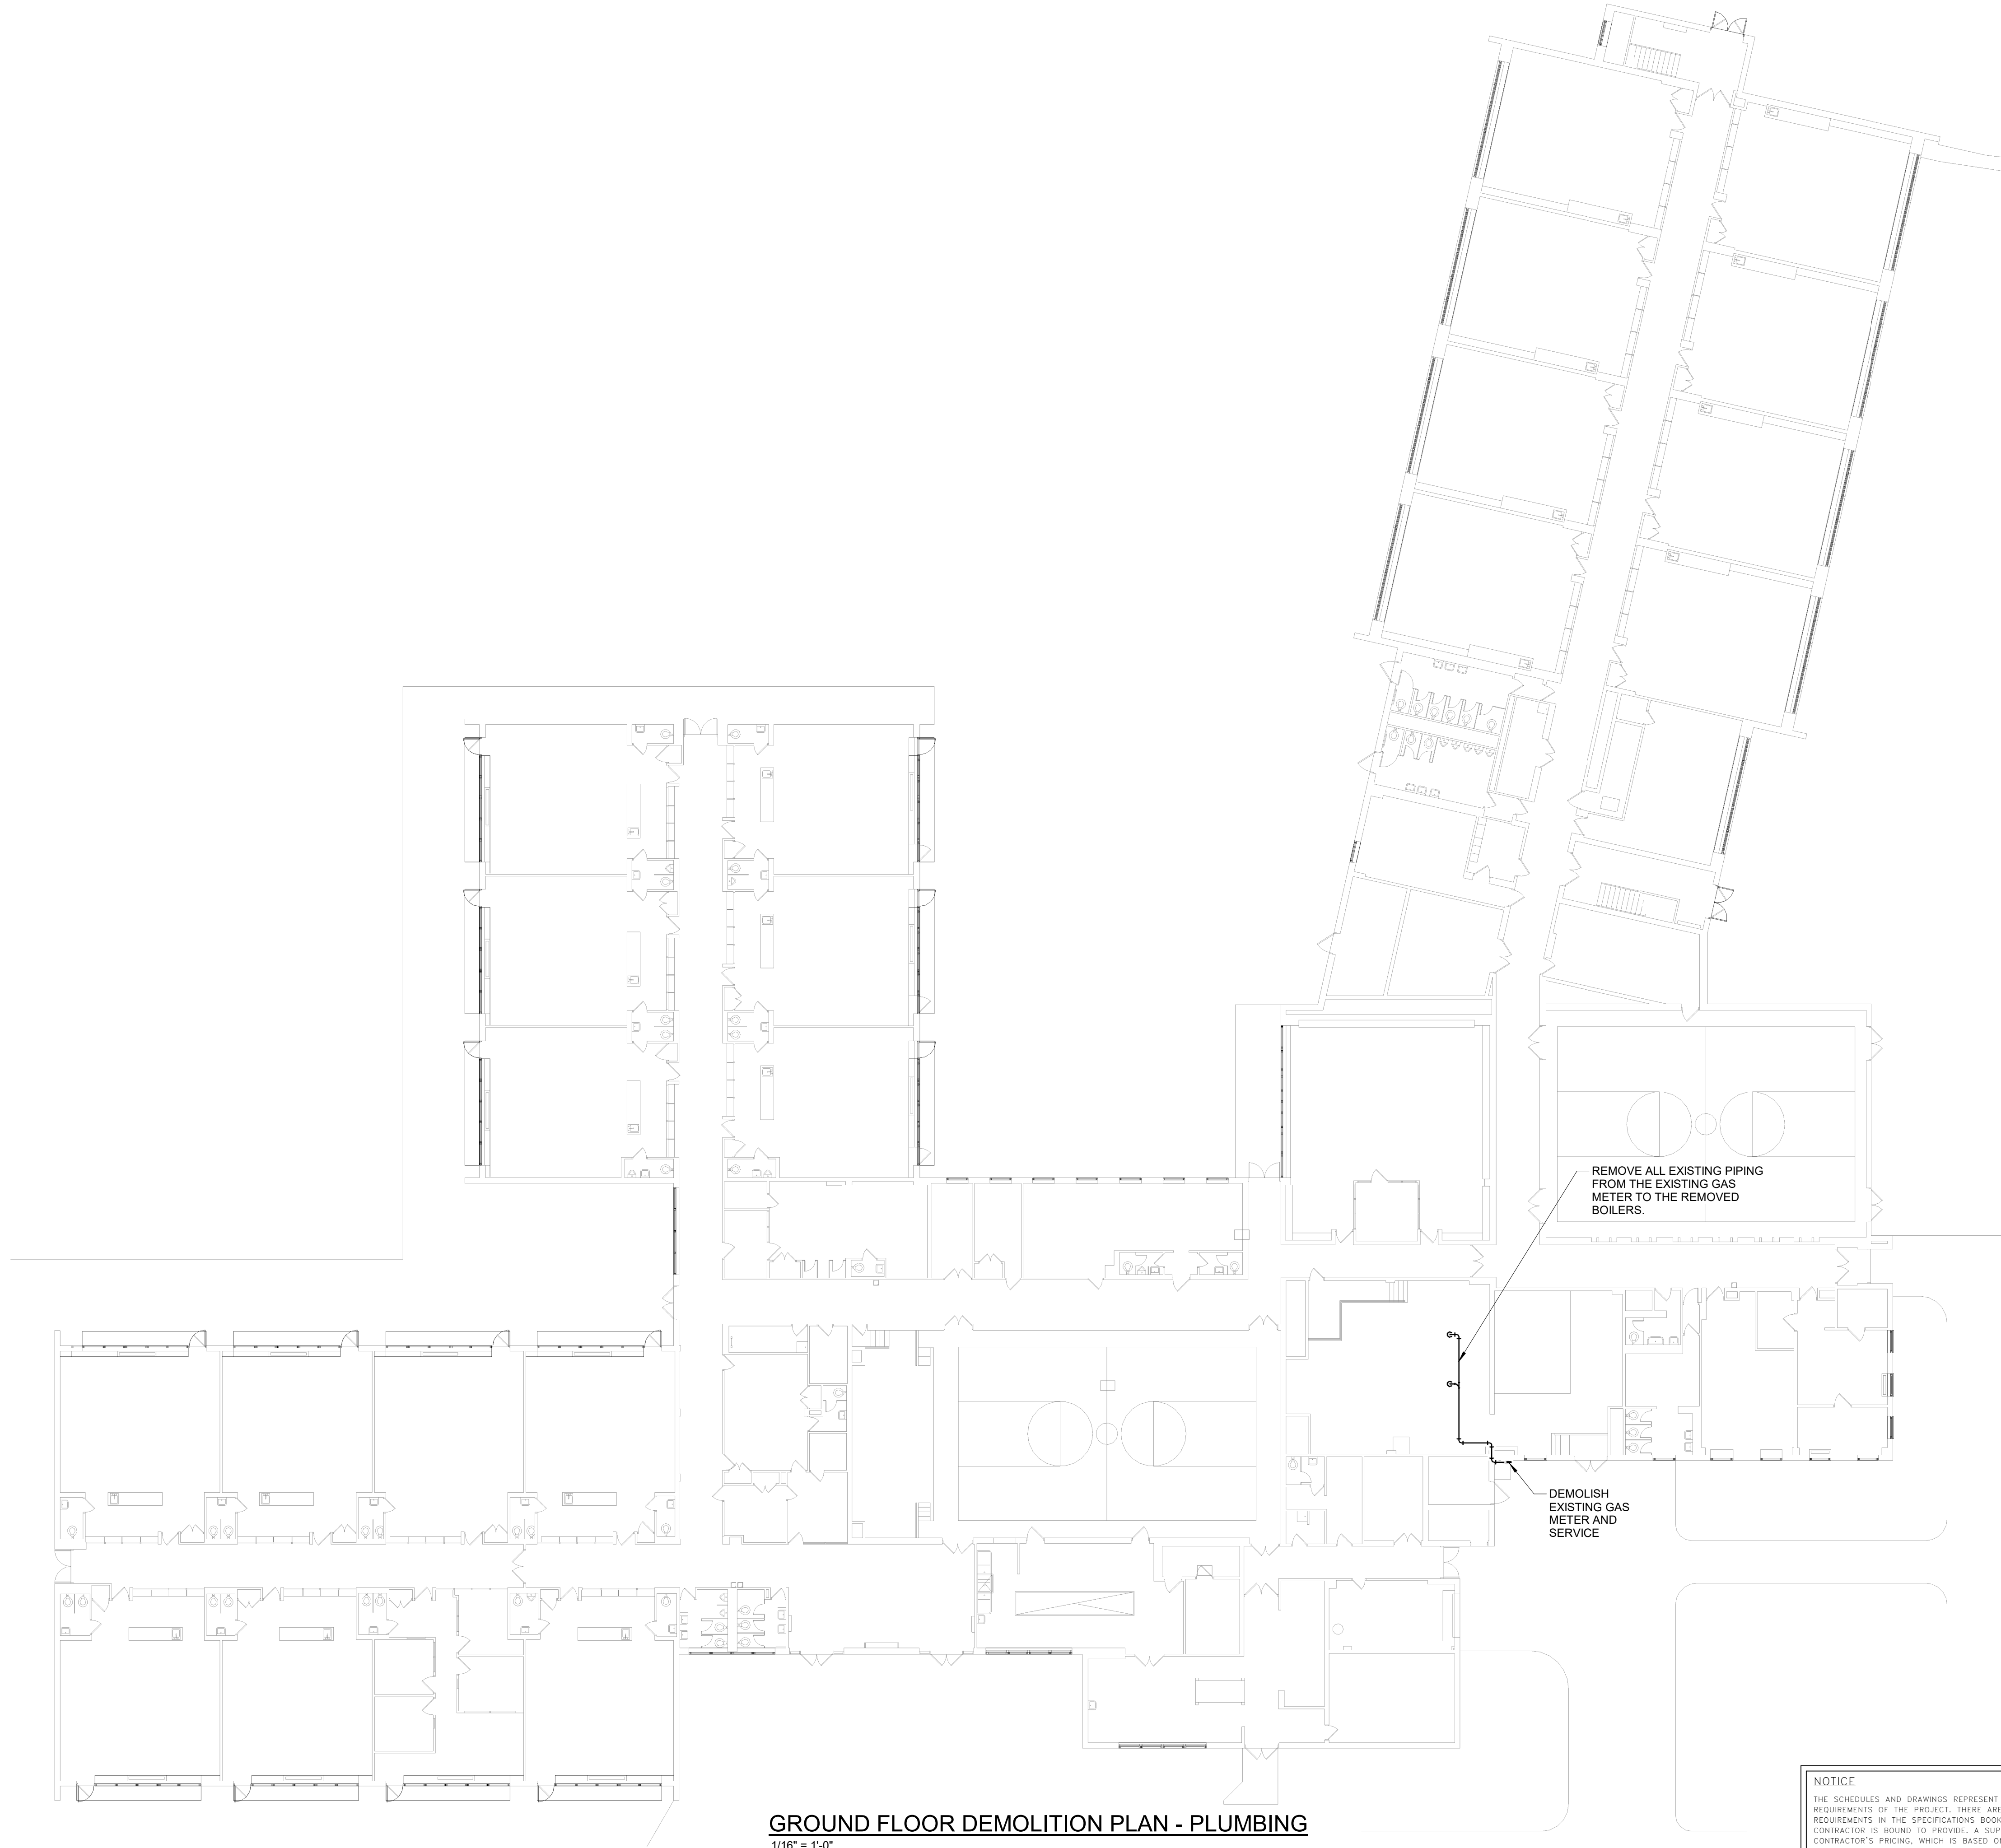 REMOVE ALL EXISTING PIPING
FROM THE EXISTING GAS
METER TO THE REMOVED
BOILERS.
DEMOLISH
EXISTING GAS
METER AND
SERVICE
GROUND FLOOR DEMOLITION PLAN - PLUMBING
1/16" = 1'-0"
NOTICE
THE SCHEDULES AND DRAWINGS REPRESENT
REQUIREMENTS OF THE PROJECT. THERE ARE
REQUIREMENTS IN THE SPECIFICATIONS BOOK
CONTRACTOR IS BOUND TO PROVIDE. A SUP
CONTRACTOR'S PRICING, WHICH IS BASED O